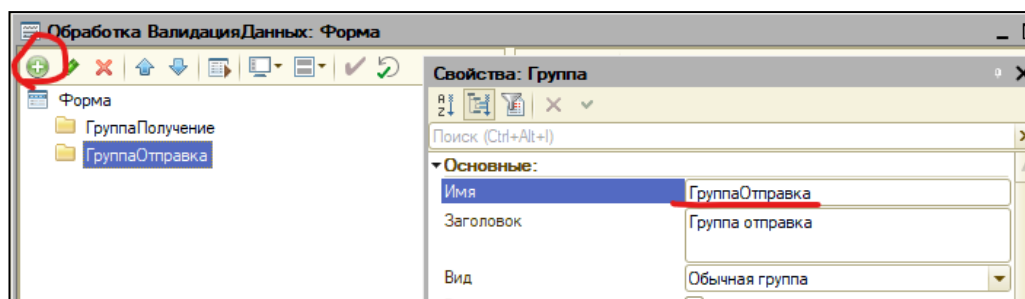 Обработка ВалидацияДанных: Форма
Форма
ГруппаПолучение
ГруппаОтправка
Свойства: Группа
Поиск (Ctrl+Alt+I)
Основные:
Имя
ГруппаОтправка
Заголовок
Группа отправка
Вид
Обычная группа